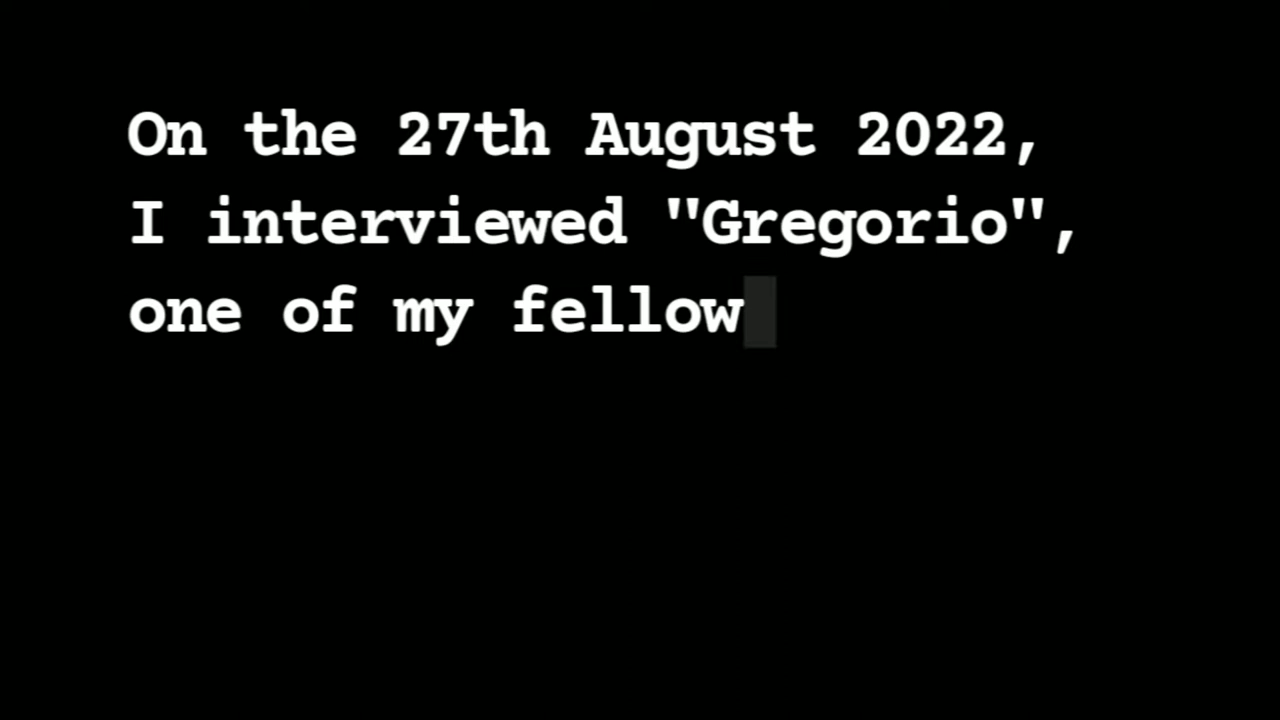 On the 27th August 2022,
I interviewed "Gregorio",
one of my fellow